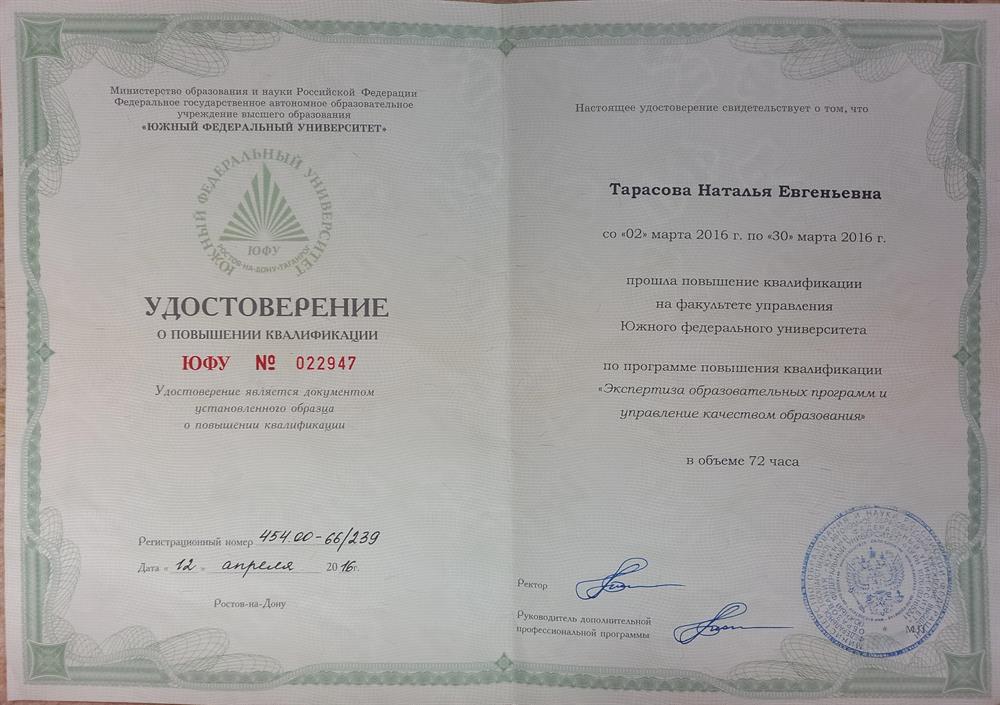 Министерство образования и науки Российской Федерации
Федеральное государственное автономное образовательное
учреждение высшего образования
«ЮЖНЫЙ ФЕДЕРАЛЬНЫЙ УНИВЕРСИТЕТ»
ЮЖНЫЙ ФЕДЕРАЛЬНЫЙ УНИВЕРСИТЕТ
ЮФУ
РОСТОВ-НА-ДОНУ-ТАГАНРОГ
УДОСТОВЕРЕНИЕ
О ПОВЫШЕНИИ КВАЛИФИКАЦИИ
ЮФУ № 022947
Удостоверение является документом
установленного образца
о повышении квалификации
Регистрационный номер 454.00-66/239
Дата «12» апреля 2016г.
Ростов-на-Дону
Настоящее удостоверение свидетельствует о том, что
Тарасова Наталья Евгеньевна
со «02» марта 2016 г. по «30» марта 2016 г.
прошла повышение квалификации
на факультете управления
Южного федерального университета
по программе повышения квалификации
«Экспертиза образовательных программ и
управление качеством образования»
в объеме 72 часа
Ректор
Руководитель дополнительной
профессиональной программы
М.П.